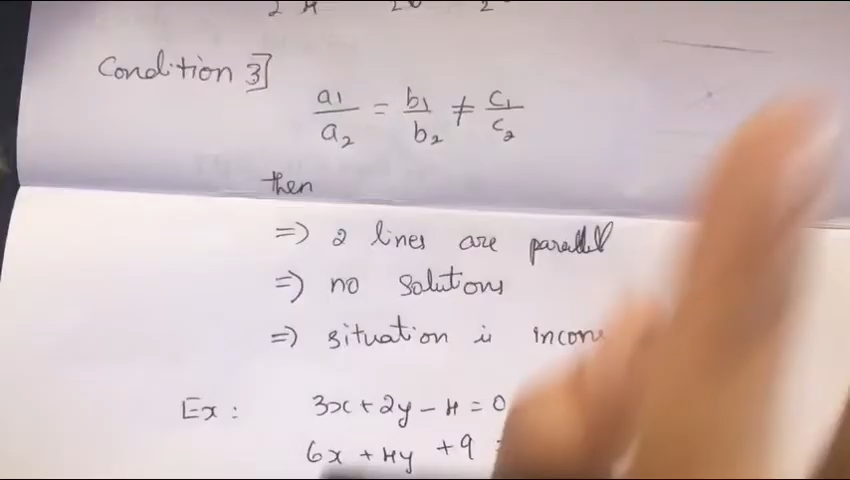 Condition 3]
a1/a2 = b1/b2 ≠ c1/c2
then
=) 2 lines are parallel
=) no solutions
=) situation is
Ex: 3x + 2y - 4 = 0
6x + 4y + 9